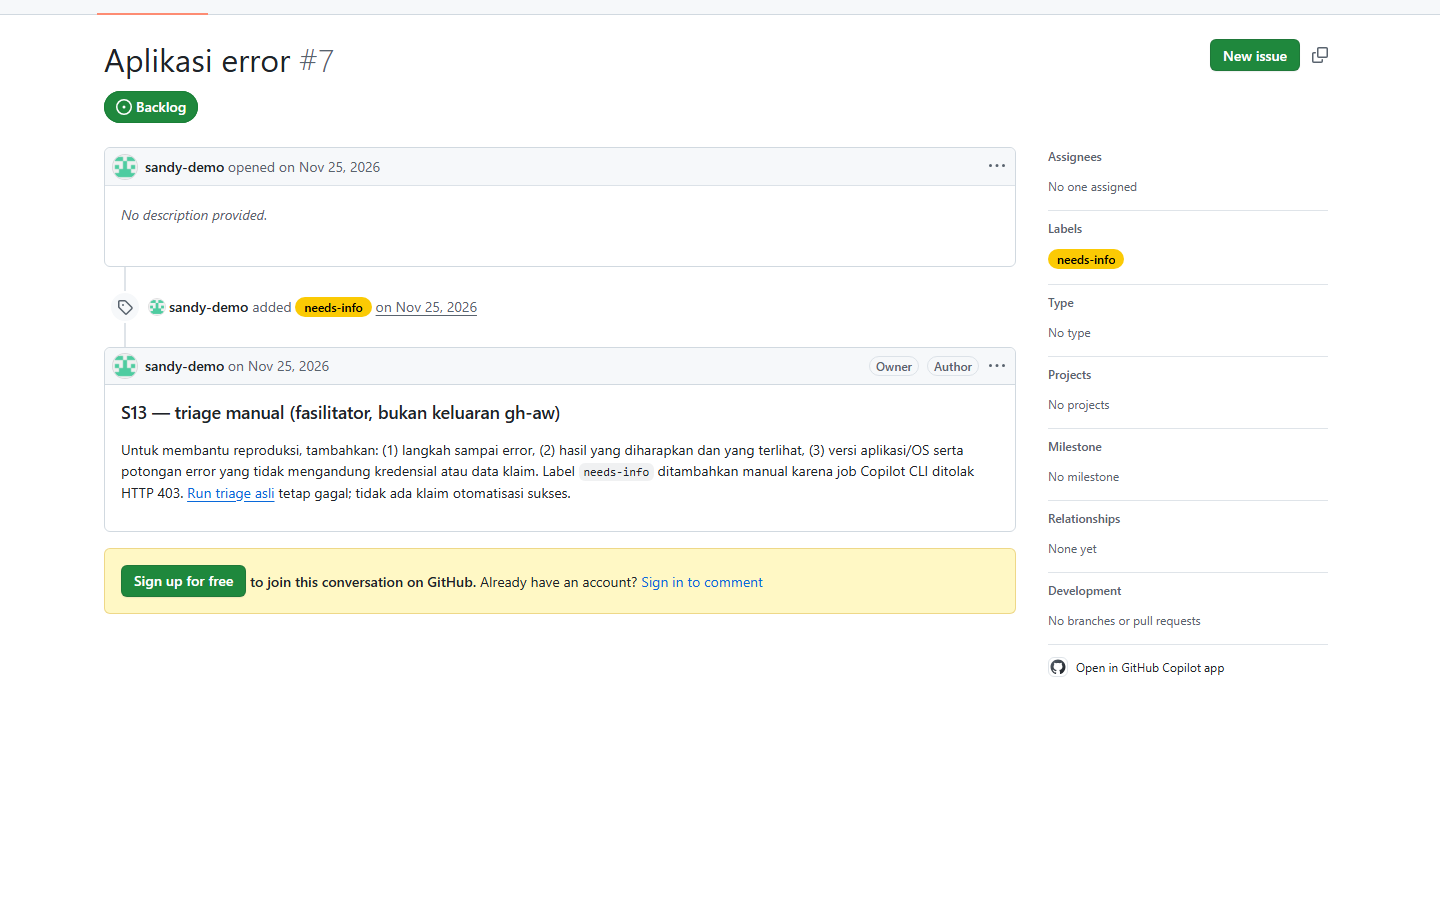 Aplikasi error #7
New issue
Backlog
sandy-demo opened on Nov 25, 2026
No description provided.
sandy-demo added needs-info on Nov 25, 2026
sandy-demo on Nov 25, 2026
Owner
Author
S13 — triage manual (fasilitator, bukan keluaran gh-aw)
Untuk membantu reproduksi, tambahkan: (1) langkah sampai error, (2) hasil yang diharapkan dan yang terlihat, (3) versi aplikasi/OS serta
potongan error yang tidak mengandung kredensial atau data klaim. Label needs-info ditambahkan manual karena job Copilot CLI ditolak
HTTP 403. Run triage asli tetap gagal; tidak ada klaim otomatisasi sukses.
Sign up for free to join this conversation on GitHub. Already have an account? Sign in to comment
Assignees
No one assigned
Labels
needs-info
Type
No type
Projects
No projects
Milestone
No milestone
Relationships
None yet
Development
No branches or pull requests
Open in GitHub Copilot app